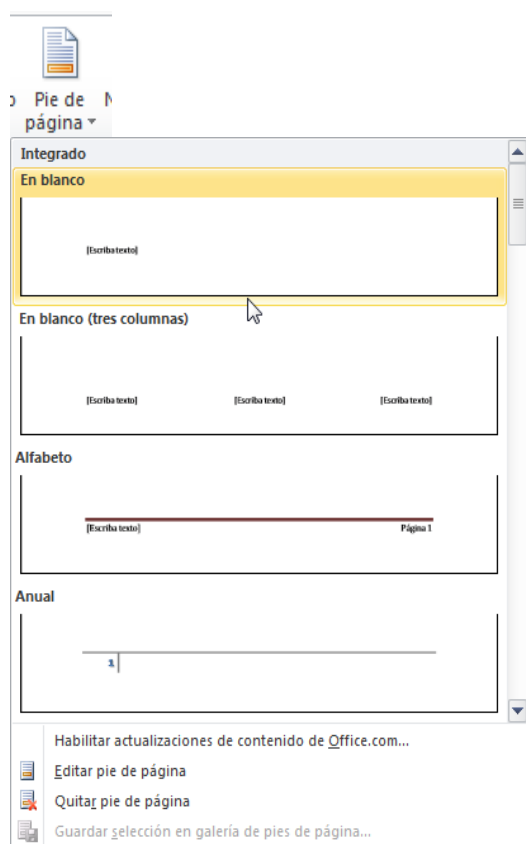 Pie de
página
Integrado
En blanco
[Escriba texto]
En blanco (tres columnas)
[Escriba texto] [Escriba texto] [Escriba texto]
Alfabeto
[Escriba texto] Página 1
Anual
1
Habilitar actualizaciones de contenido de Office.com...
Editar pie de página
Quitar pie de página
Guardar selección en galería de pies de página...